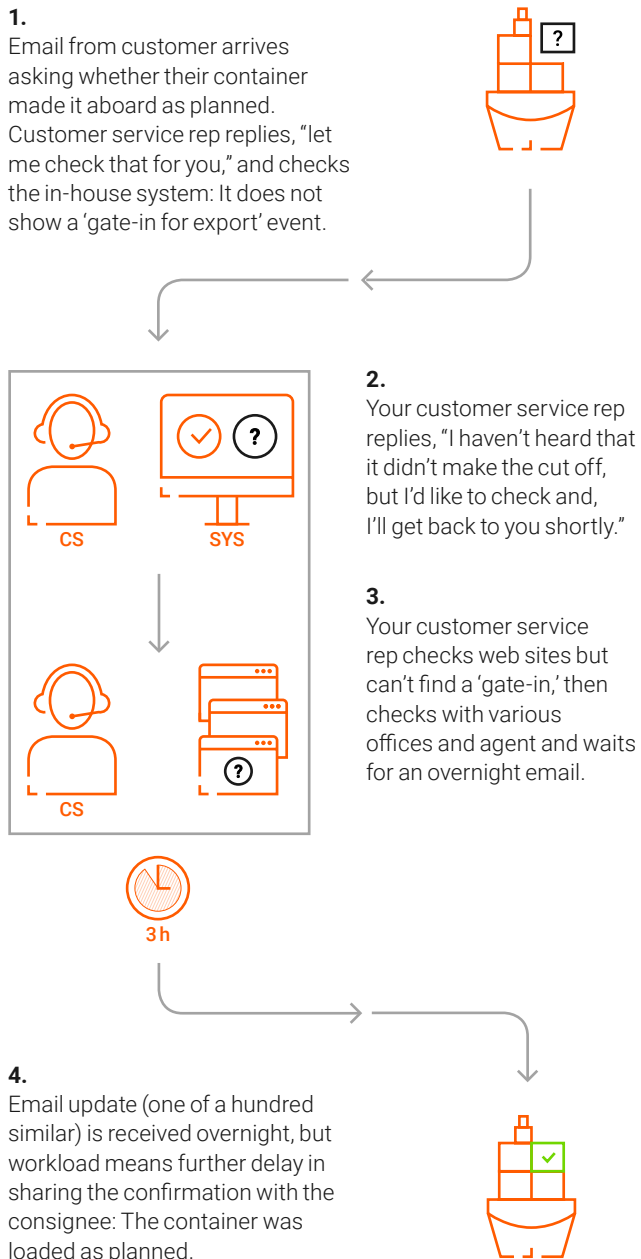 1.
Email from customer arrives
asking whether their container
made it aboard as planned.
Customer service rep replies, “let
me check that for you,” and checks
the in-house system: It does not
show a ‘gate-in for export’ event.
?
?
CS
SYS
2.
Your customer service rep
replies, “I haven’t heard that
it didn’t make the cut off,
but I’d like to check and,
I’ll get back to you shortly.”
3.
Your customer service
rep checks web sites but
can’t find a ‘gate-in,’ then
checks with various
offices and agent and waits
for an overnight email.
?
CS
3 h
4.
Email update (one of a hundred
similar) is received overnight, but
workload means further delay in
sharing the confirmation with the
consignee: The container was
loaded as planned.